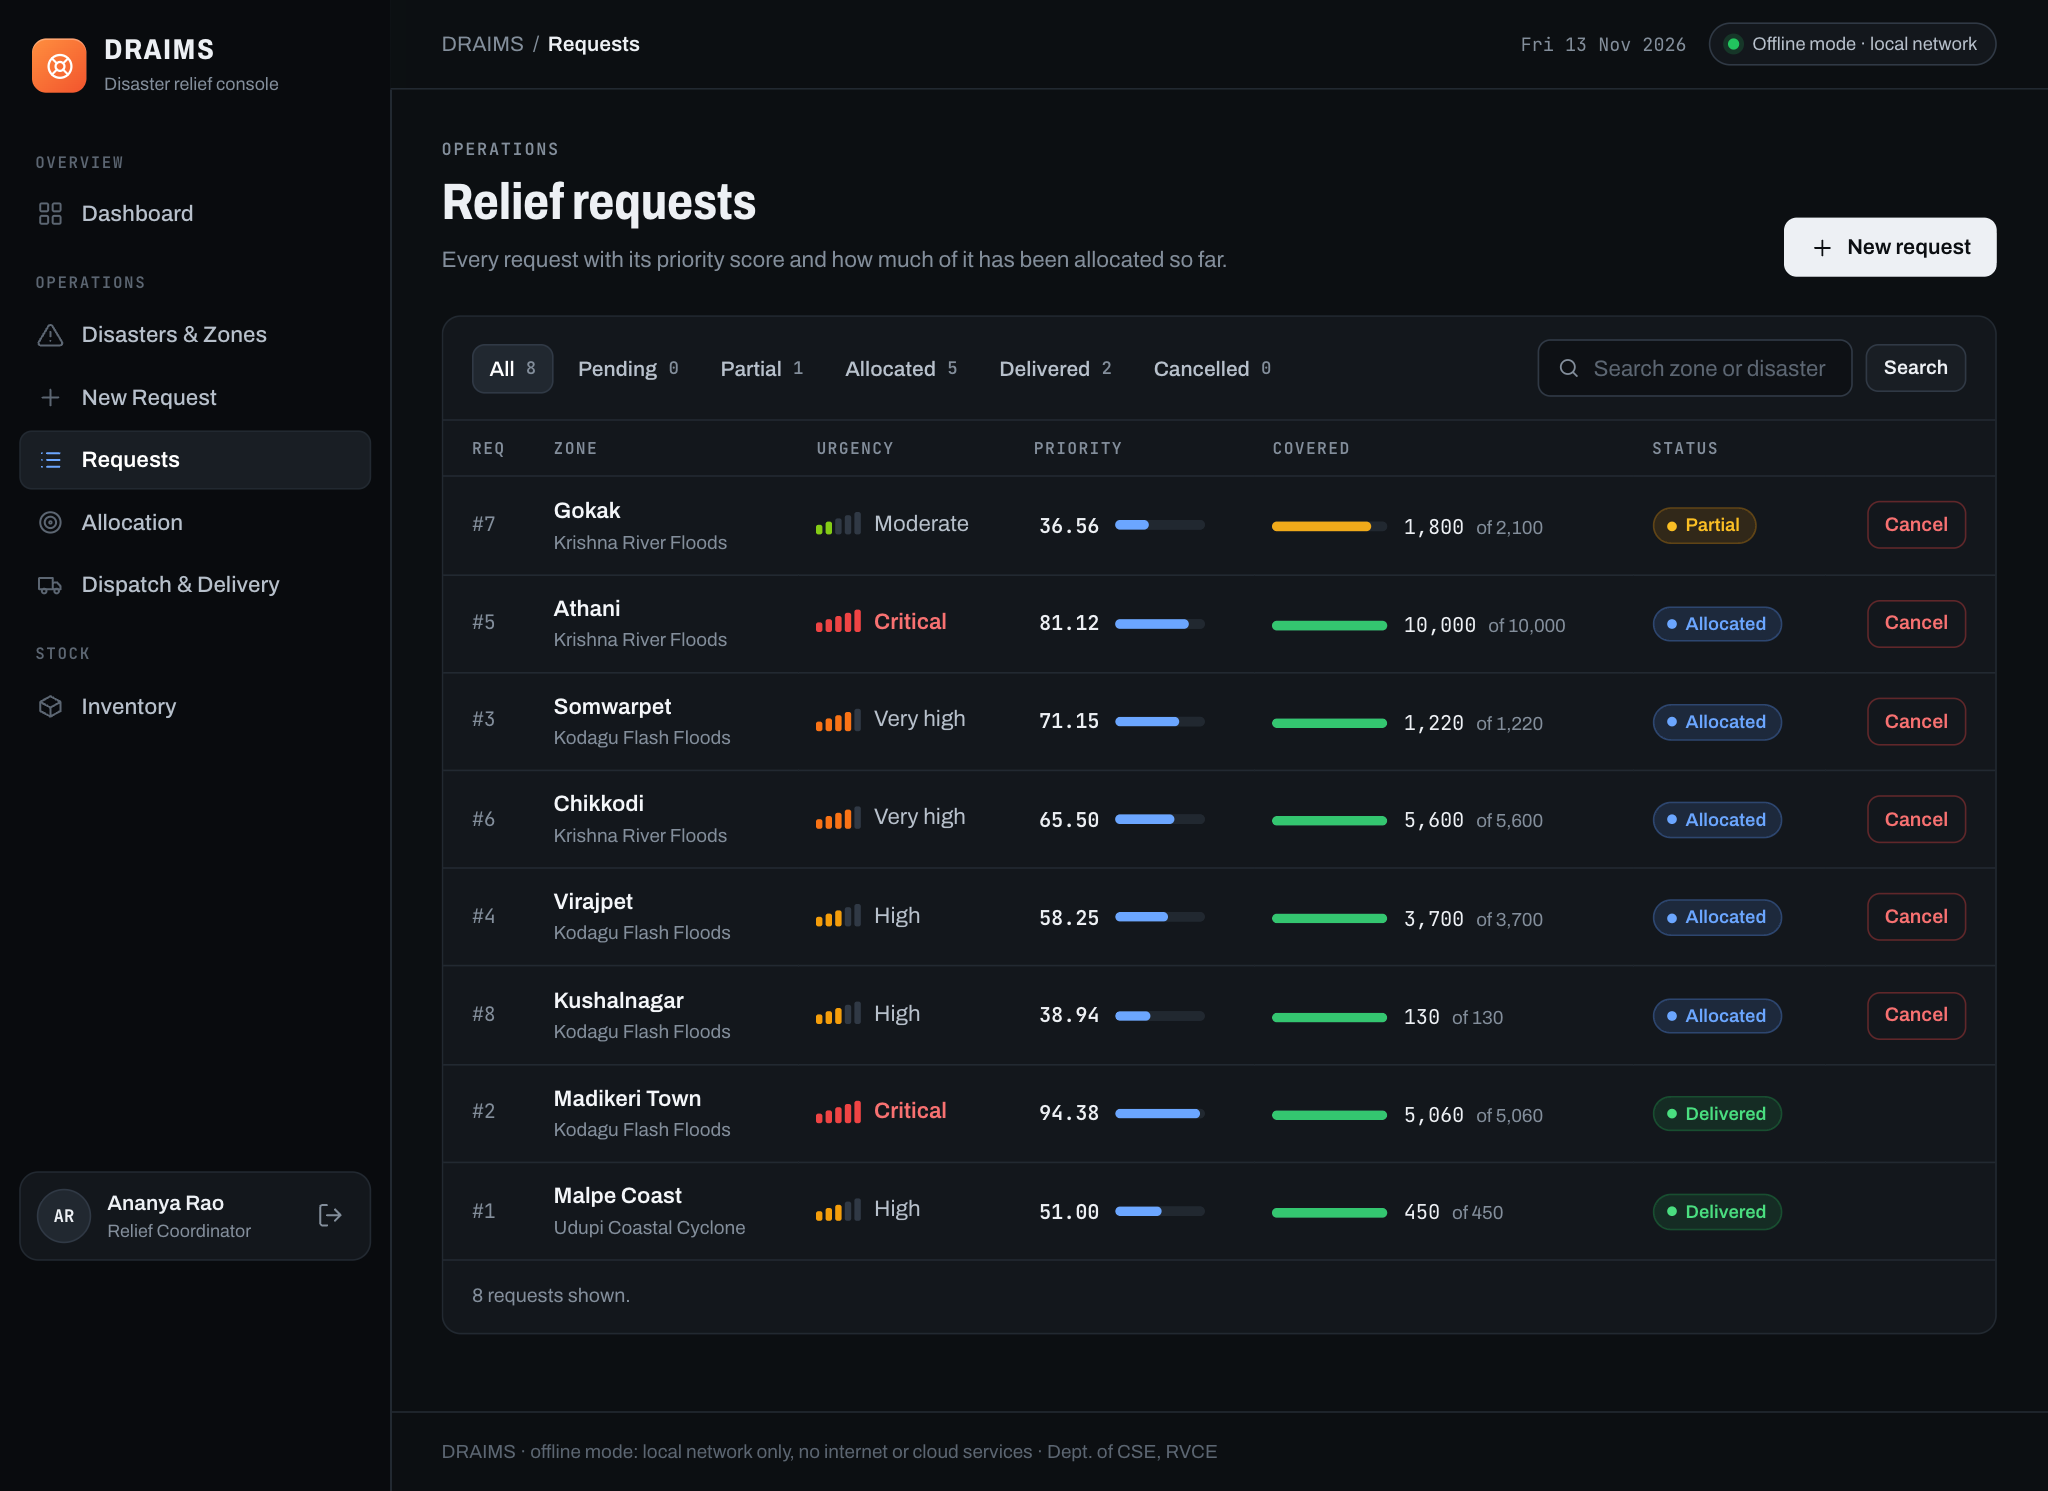 DRAIMS
Disaster relief console
OVERVIEW
Dashboard
OPERATIONS
Disasters & Zones
New Request
Requests
Allocation
Dispatch & Delivery
STOCK
Inventory
AR
Ananya Rao
Relief Coordinator
DRAIMS / Requests
Fri 13 Nov 2026
Offline mode · local network
OPERATIONS
Relief requests
Every request with its priority score and how much of it has been allocated so far.
New request
All 8 Pending 0 Partial 1 Allocated 5 Delivered 2 Cancelled 0
Search zone or disaster
Search
REQ ZONE URGENCY PRIORITY COVERED STATUS
#7 Gokak Moderate 36.56 1,800 of 2,100 Partial Cancel
Krishna River Floods
#5 Athani Critical 81.12 10,000 of 10,000 Allocated Cancel
Krishna River Floods
#3 Somwarpet Very high 71.15 1,220 of 1,220 Allocated Cancel
Kodagu Flash Floods
#6 Chikkodi Very high 65.50 5,600 of 5,600 Allocated Cancel
Krishna River Floods
#4 Virajpet High 58.25 3,700 of 3,700 Allocated Cancel
Kodagu Flash Floods
#8 Kushalnagar High 38.94 130 of 130 Allocated Cancel
Kodagu Flash Floods
#2 Madikeri Town Critical 94.38 5,060 of 5,060 Delivered
Kodagu Flash Floods
#1 Malpe Coast High 51.00 450 of 450 Delivered
Udupi Coastal Cyclone
8 requests shown.
DRAIMS · offline mode: local network only, no internet or cloud services · Dept. of CSE, RVCE